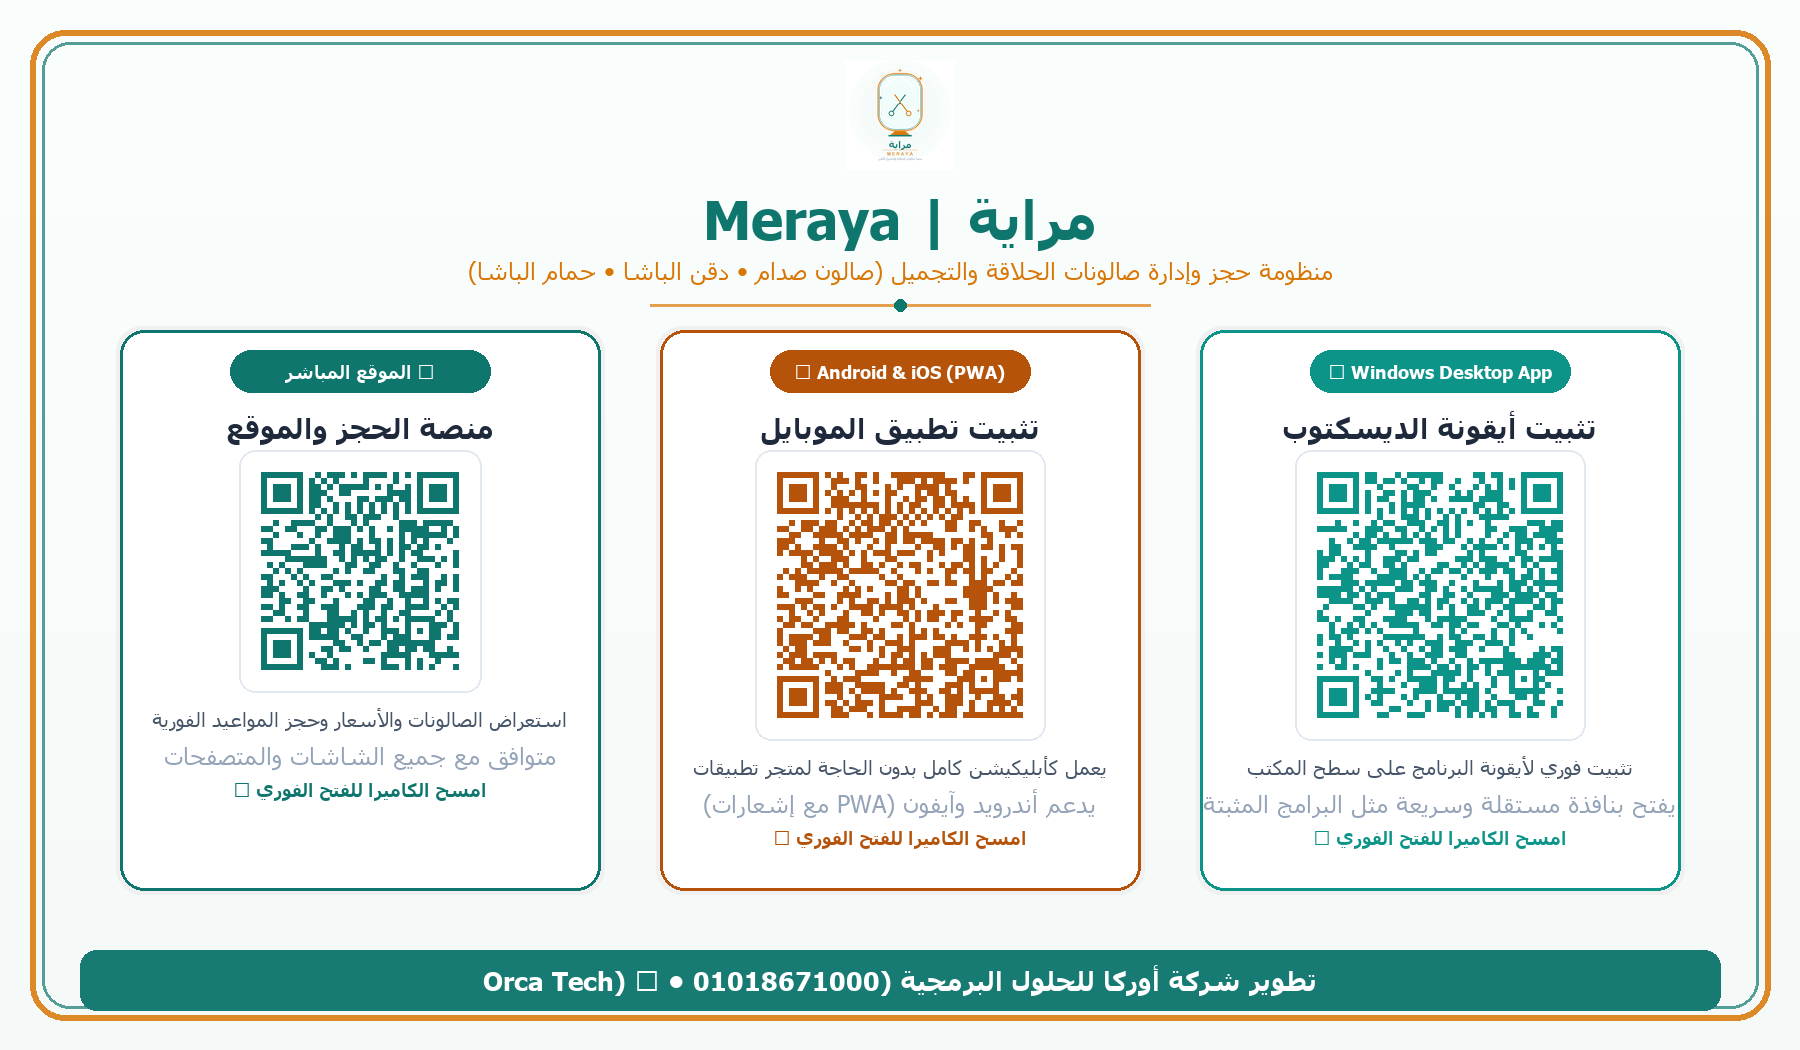 مراية
MERAYA
مراية | Meraya
منظومة حجز وإدارة صالونات الحلاقة والتجميل (صالون صدام • دقن الباشا • حمام الباشا)
الموقع المباشر
منصة الحجز والموقع
استعراض الصالونات والأسعار وحجز المواعيد الفورية
متوافق مع جميع الشاشات والمتصفحات
امسح الكاميرا للفتح الفوري
Android & iOS (PWA)
تثبيت تطبيق الموبايل
يعمل كأبليكيشن كامل بدون الحاجة لمتجر تطبيقات
يدعم أندرويد وآيفون (PWA مع إشعارات)
امسح الكاميرا للفتح الفوري
Windows Desktop App
تثبيت أيقونة الديسكتوب
تثبيت فوري لأيقونة البرنامج على سطح المكتب
يفتح بنافذة مستقلة وسريعة مثل البرامج المثبتة
امسح الكاميرا للفتح الفوري
تطوير شركة أوركا للحلول البرمجية (Orca Tech) • 01018671000